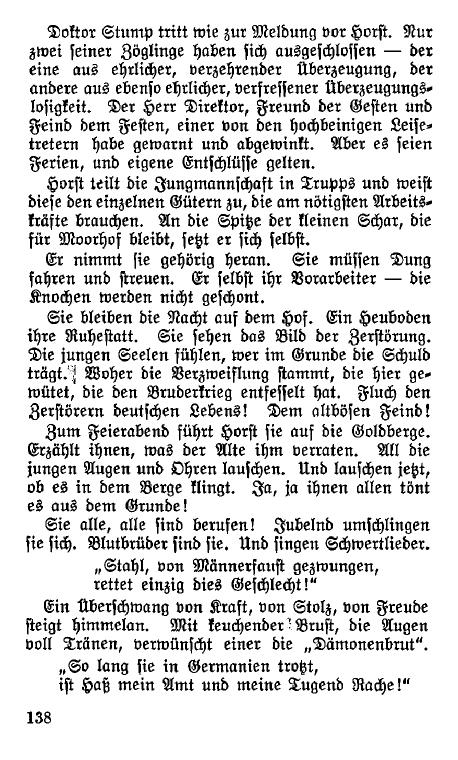 Doktor Stump tritt wie zur Meldung vor Horst. Nur
zwei seiner Zöglinge haben sich ausgeschlossen — der
eine aus ehrlicher, verzehrender Überzeugung, der
andere aus ebenso ehrlicher, verfressener Überzeugungs-
losigkeit. Der Herr Direktor, Freund der Gesten und
Feind dem Festen, einer von den hochbeinigen Leise-
tretern habe gewarnt und abgewinkt. Aber es seien
Ferien, und eigene Entschlüsse gelten.
Horst teilt die Jungmannschaft in Trupps und weist
diese den einzelnen Gütern zu, die am nötigsten Arbeits-
kräfte brauchen. An die Spitze der kleinen Schar, die
für Moorhof bleibt, setzt er sich selbst.
Er nimmt sie gehörig heran. Sie müssen Dung
fahren und streuen. Er selbst ihr Vorarbeiter — die
Knochen werden nicht geschont.
Sie bleiben die Nacht auf dem Hof. Ein Heuboden
ihre Ruhestatt. Sie sehen das Bild der Zerstörung.
Die jungen Seelen fühlen, wer im Grunde die Schuld
trägt. Woher die Verzweiflung stammt, die hier ge-
wütet, die den Bruderkrieg entfesselt hat. Fluch den
Zerstörern deutschen Lebens! Dem altbösen Feind!
Zum Feierabend führt Horst sie auf die Goldberge.
Erzählt ihnen, was der Alte ihm verraten. All die
jungen Augen und Ohren lauschen. Und lauschen jetzt,
ob es in dem Berge klingt. Ja, ja ihnen allen tönt
es aus dem Grunde!
Sie alle, alle sind berufen! Jubelnd umschlingen
sie sich. Blutbrüder sind sie. Und singen Schwertlieder.
„Stahl, von Männerfaust gezwungen,
rettet einzig dies Geschlecht!“
Ein Überschwang von Kraft, von Stolz, von Freude
steigt himmelan. Mit keuchender Brust, die Augen
voll Tränen, verwünscht einer die „Dämonenbrut“.
„So lang sie in Germanien trotzt,
ist Haß mein Amt und meine Tugend Rache!“
138